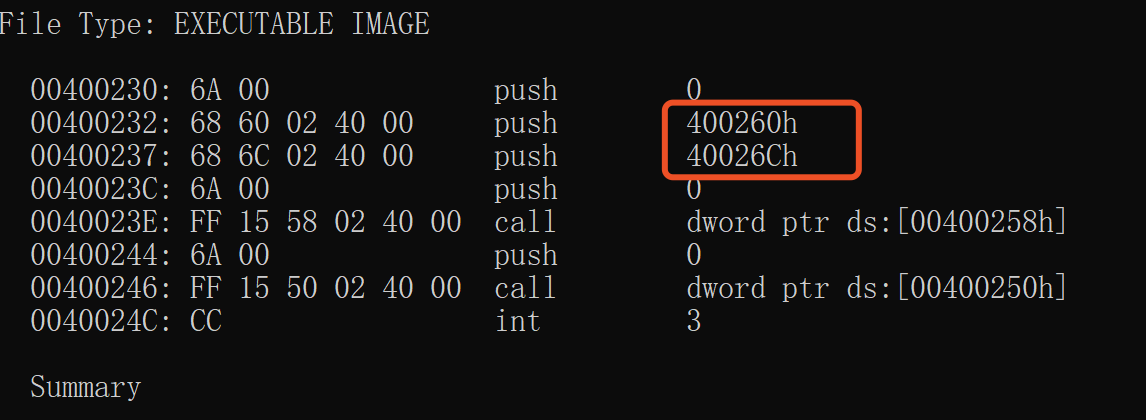 File Type: EXECUTABLE IMAGE
00400230: 6A 00 push 0
00400232: 68 60 02 40 00 push 400260h
00400237: 68 6C 02 40 00 push 40026Ch
0040023C: 6A 00 push 0
0040023E: FF 15 58 02 40 00 call dword ptr ds:[00400258h]
00400244: 6A 00 push 0
00400246: FF 15 50 02 40 00 call dword ptr ds:[00400250h]
0040024C: CC int 3
Summary